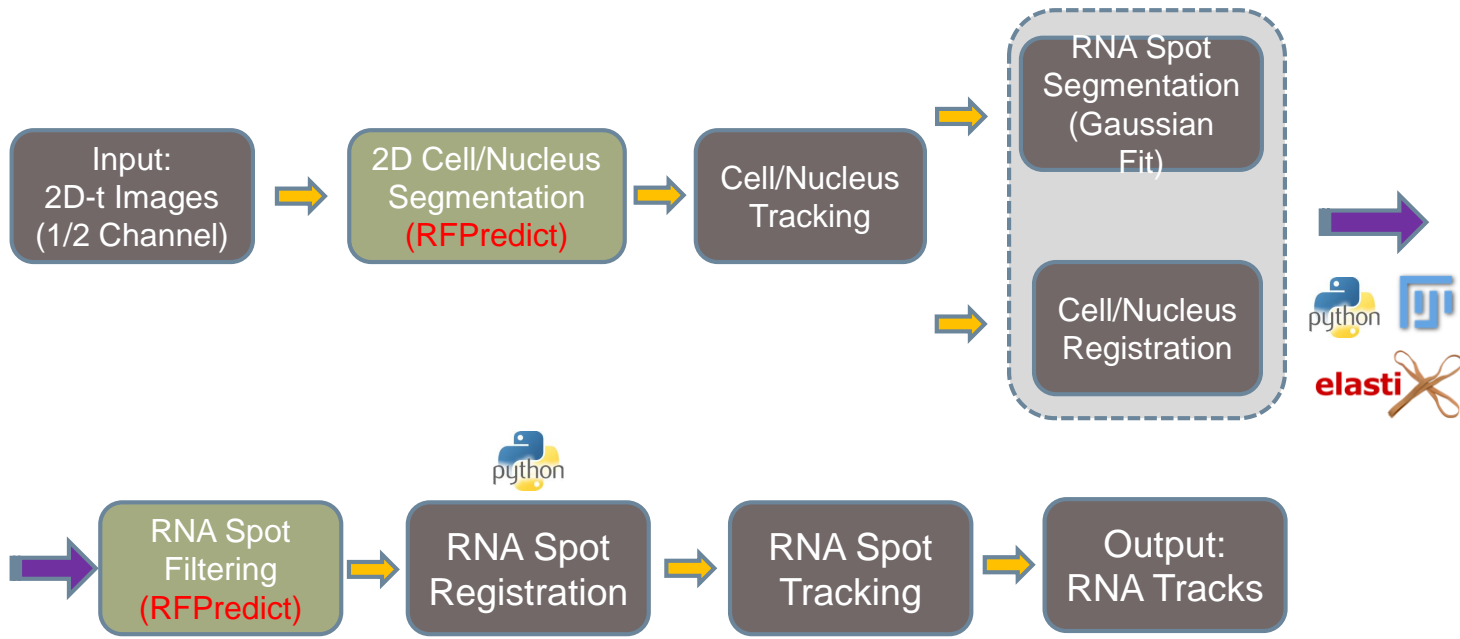 Input:
2D-t Images
(1/2 Channel)
2D Cell/Nucleus
Segmentation
(RFPredict)
Cell/Nucleus
Tracking
RNA Spot
Segmentation
(Gaussian
Fit)
Cell/Nucleus
Registration
python
elasti
RNA Spot
Filtering
(RFPredict)
python
RNA Spot
Registration
RNA Spot
Tracking
Output:
RNA Tracks